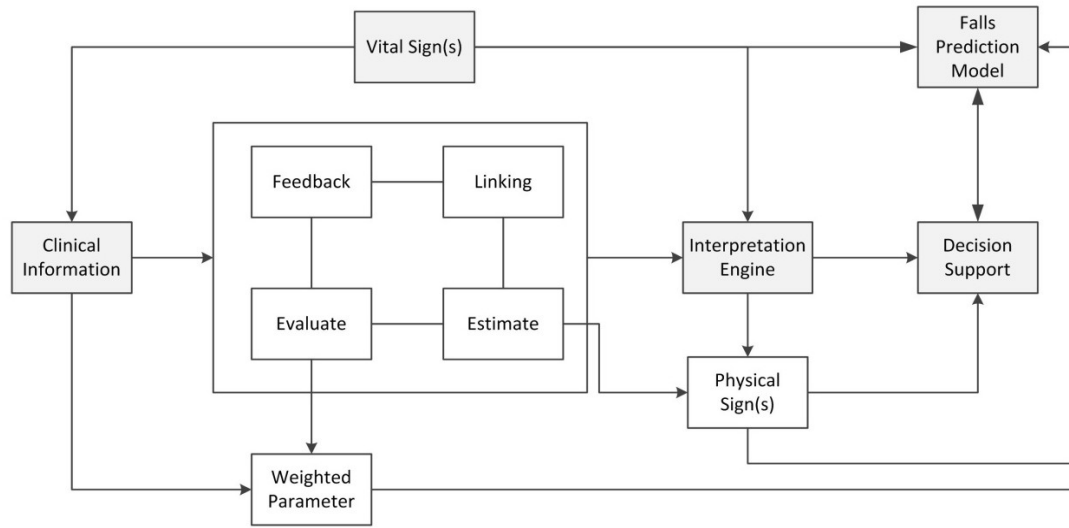 Vital Sign(s)
Falls
Prediction
Model
Feedback
Linking
Clinical
Information
Interpretation
Engine
Decision
Support
Evaluate
Estimate
Physical
Sign(s)
Weighted
Parameter